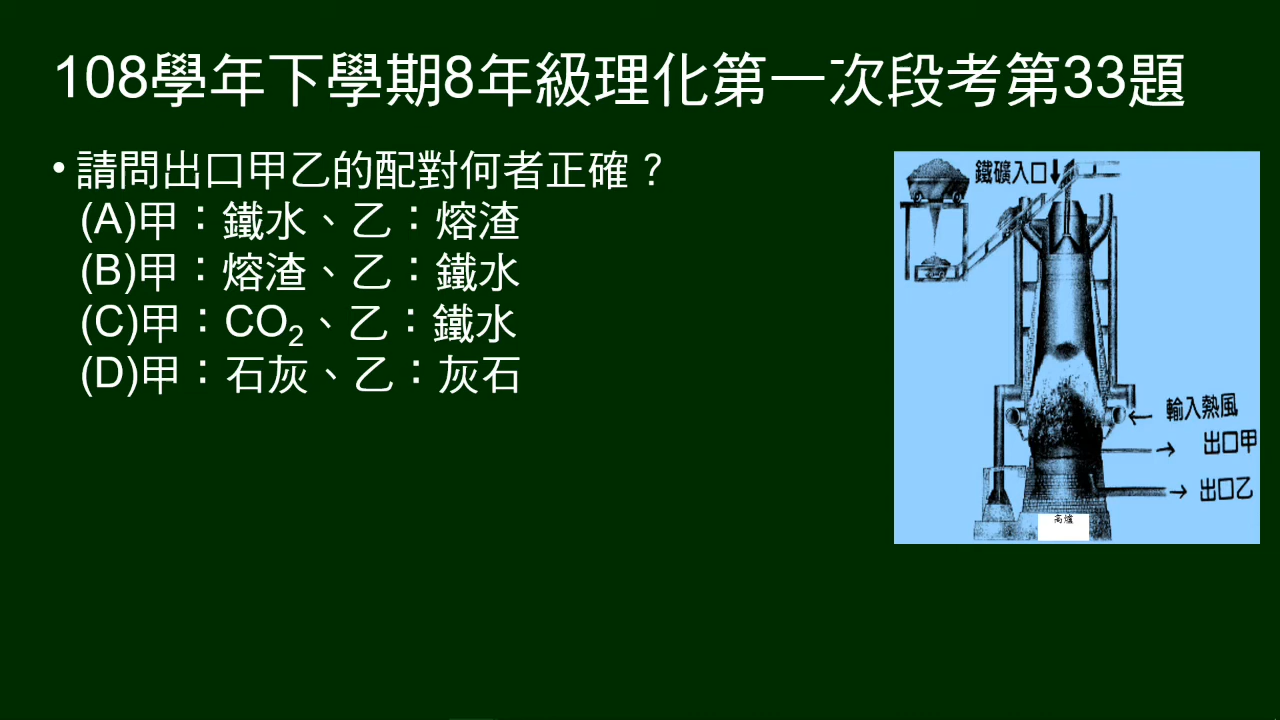 108學年下學期8年級理化第一次段考第33題
• 請問出口甲乙的配對何者正確？
(A)甲：鐵水、乙：熔渣
(B)甲：熔渣、乙：鐵水
(C)甲：CO₂、乙：鐵水
(D)甲：石灰、乙：灰石
鐵礦入口↓
← 輸入熱風
→ 出口甲
→ 出口乙
高爐